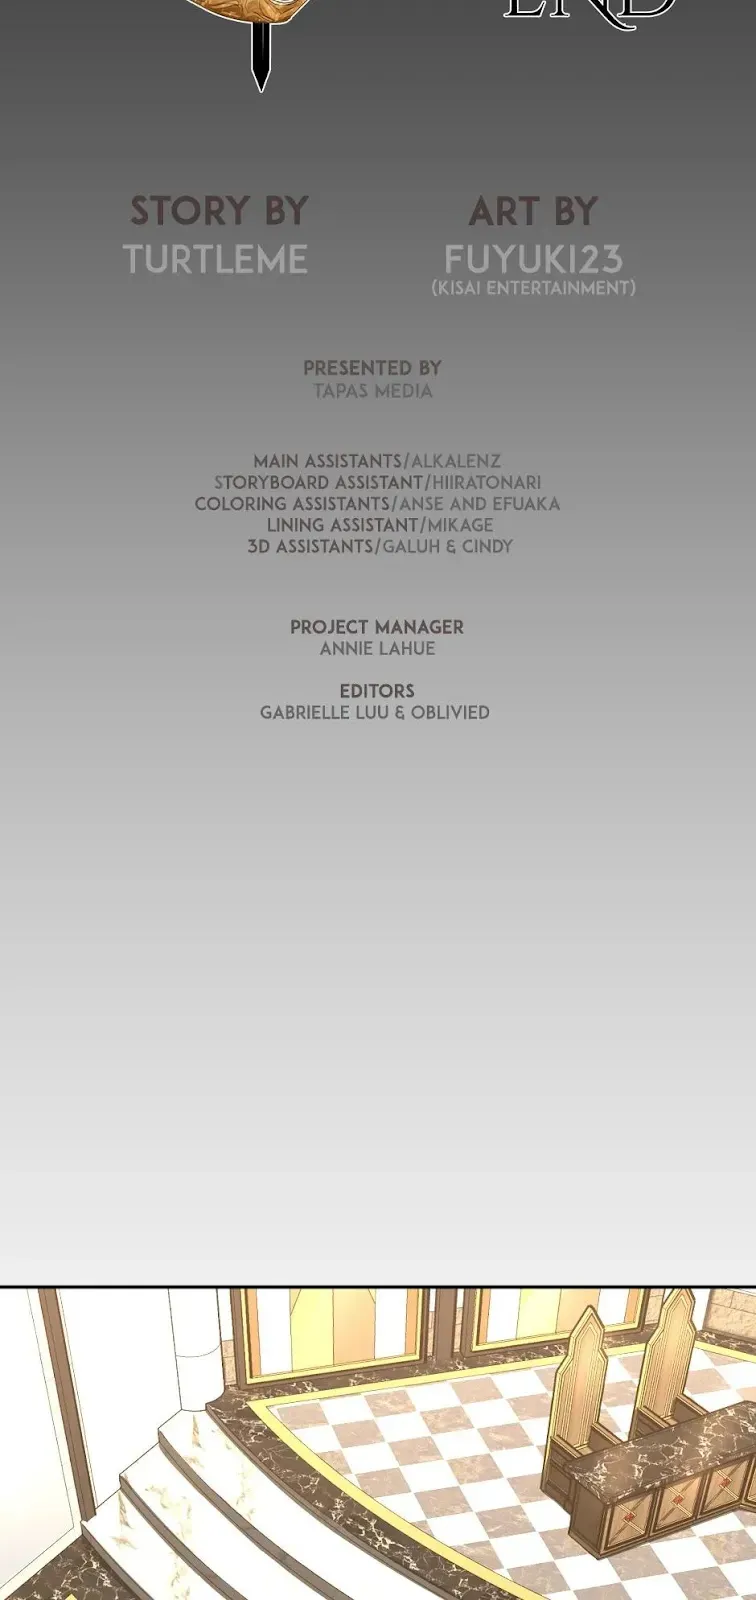 END
STORY BY
TURTLEME
ART BY
FUYUKI23
(KISAI ENTERTAINMENT)
PRESENTED BY
TAPAS MEDIA
MAIN ASSISTANTS/ALKALENZ
STORYBOARD ASSISTANT/HIIRATONARI
COLORING ASSISTANTS/ANSE AND EFUAKA
LINING ASSISTANT/MIKAGE
3D ASSISTANTS/GALUH & CINDY
PROJECT MANAGER
ANNIE LAHUE
EDITORS
GABRIELLE LUU & OBLIVIED